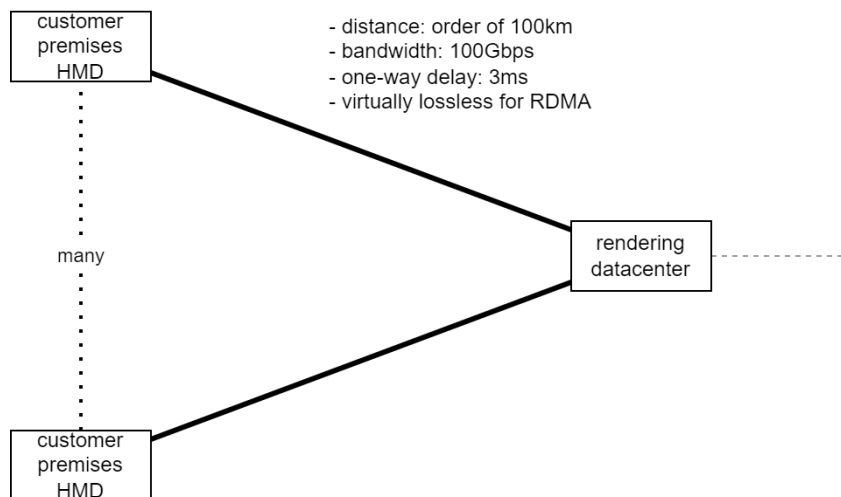 customer
premises
HMD
- distance: order of 100km
- bandwidth: 100Gbps
- one-way delay: 3ms
- virtually lossless for RDMA
many
rendering
datacenter
customer
premises
HMD